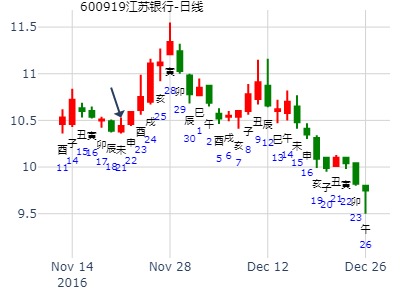 600919江苏银行-日线
11.5
11
10.5
10
9.5
酉
11
子
14
丑
15
寅
16
卯
17
辰
18
未
21
申
22
酉
23
戌
24
亥
25
寅
28
卯
29
辰
30
巳
1
午
2
酉
5
戌
6
亥
7
子
8
丑
9
辰
12
巳
13
午
14
未
15
申
16
亥
19
子
20
丑
21
寅
22
卯
23
午
26
Nov 14
2016
Nov 28
Dec 12
Dec 26